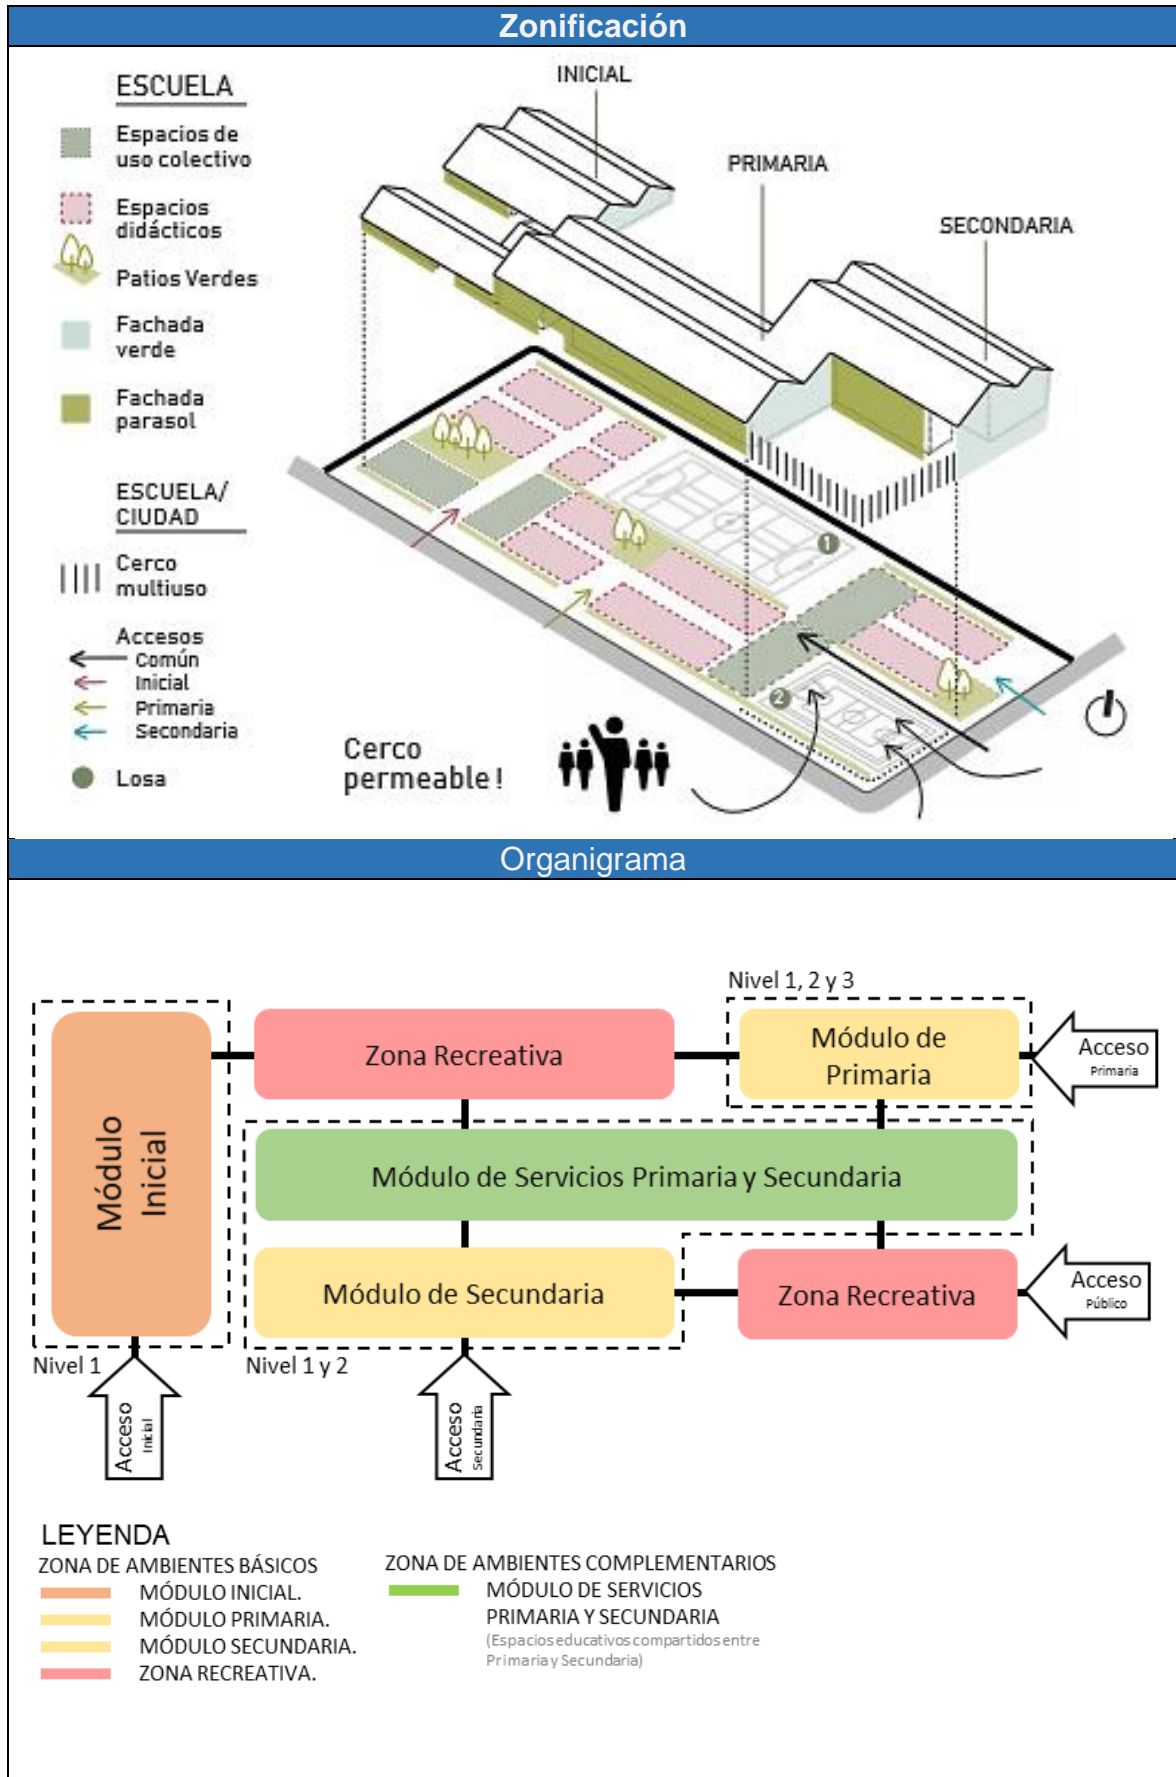 Zonificación
ESCUELA
Espacios de
uso colectivo
Espacios
didácticos
Patios Verdes
Fachada
verde
Fachada
parasol
ESCUELA/
CIUDAD
Cerco
multiuso
Accesos
Común
Inicial
Primaria
Secondaria
Losa
INICIAL
PRIMARIA
SECONDARIA
1
2
Cerco
permeable!
Organigrama
Nivel 1, 2 y 3
Módulo
Inicial
Zona Recreativa
Módulo de
Primaria
Acceso
Primaria
Módulo de Servicios Primaria y Secundaria
Módulo de Secundaria
Zona Recreativa
Acceso
Público
Nivel 1
Nivel 1 y 2
Acceso
Inicial
Acceso
Secundaria
LEYENDA
ZONA DE AMBIENTES BÁSICOS
MÓDULO INICIAL.
MÓDULO PRIMARIA.
MÓDULO SECUNDARIA.
ZONA RECREATIVA.
ZONA DE AMBIENTES COMPLEMENTARIOS
MÓDULO DE SERVICIOS
PRIMARIA Y SECUNDARIA
(Espacios educativos compartidos entre
Primaria y Secundaria)